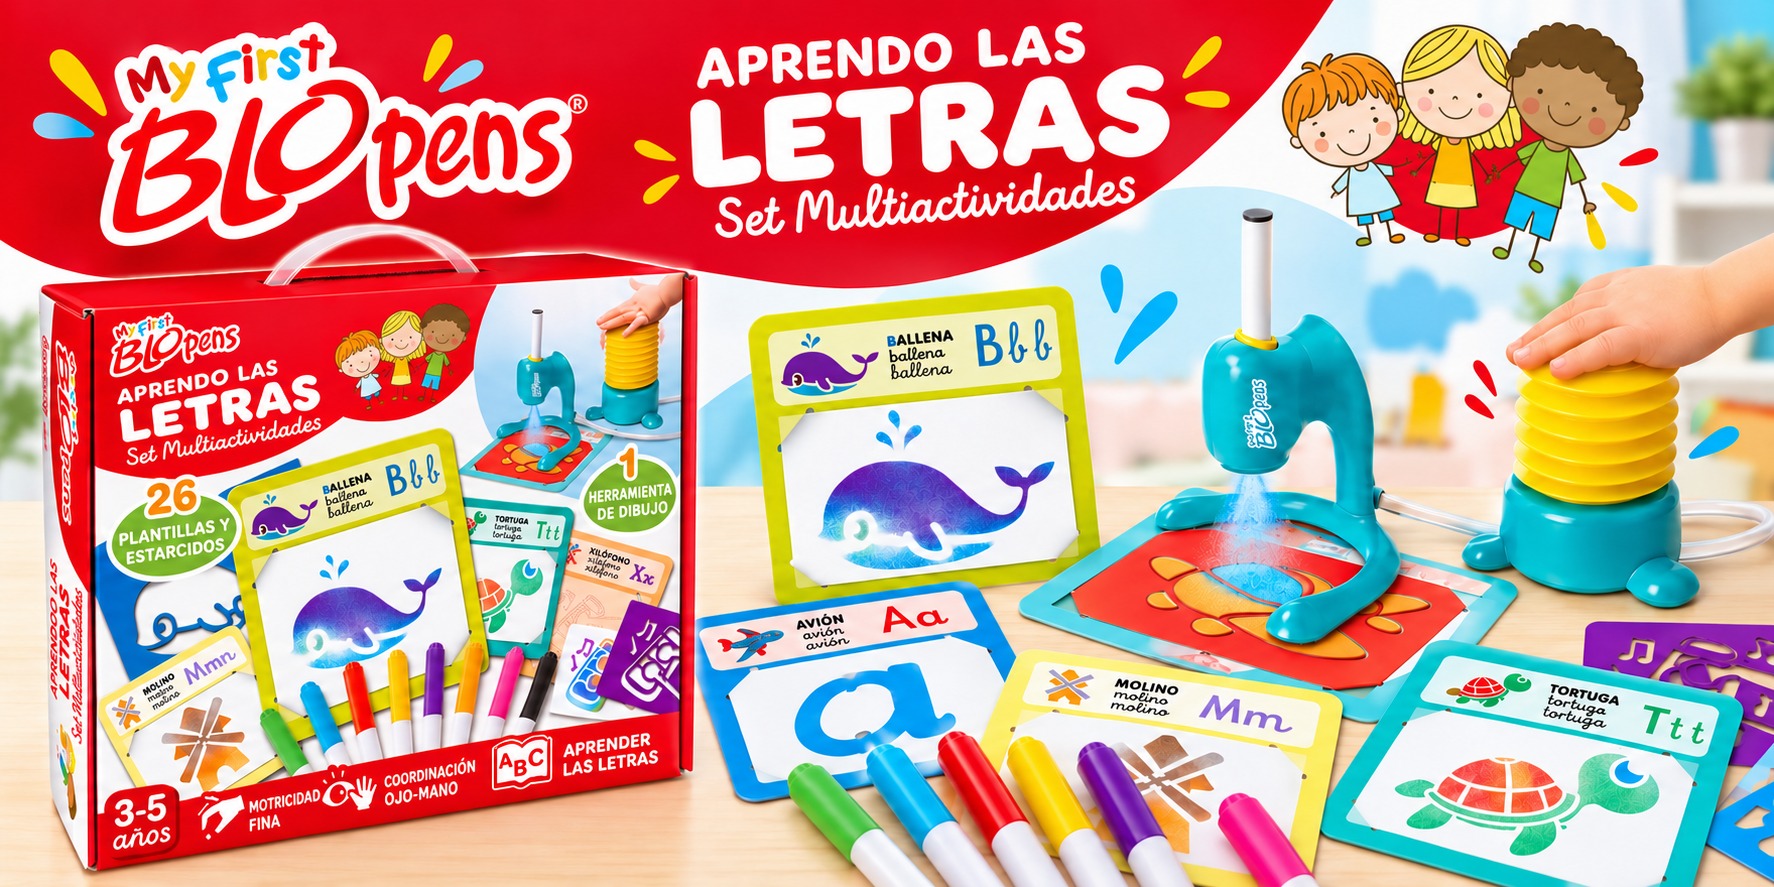 My First
BLOpens®
APRENDO LAS
LETRAS
Set Multiactividades
My First
BLOpens
APRENDO LAS
LETRAS
Set Multiactividades
26
PLANTILLAS Y
ESTARCIDOS
1
HERRAMIENTA
DE DIBUJO
BALLENA
ballena
ballena
Bbb
TORTUGA
tortuga
tortuga
Ttt
XILÓFONO
xilófono
xilófono
Xx
MOLINO
molino
molino
Mmn
3-5
años
MOTRICIDAD
FINA
COORDINACIÓN
OJO-MANO
ABC
APRENDER
LAS LETRAS
APRENDO LAS
LETRAS
Set Multiactividades
BALLENA
ballena
ballena
Bbb
BLOpens
AVIÓN
avión
avión
Aa
a
MOLINO
molino
molino
Mm
TORTUGA
tortuga
tortuga
Ttt